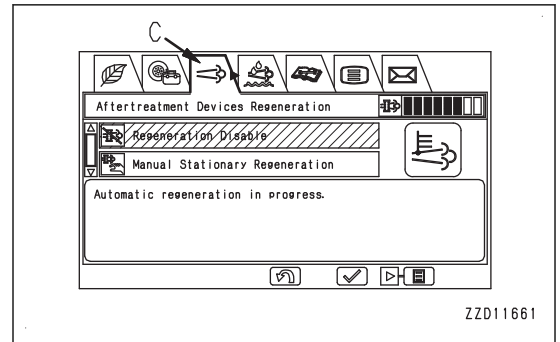 C
Aftertreatment Devices Regeneration
Regeneration Disable
Manual Stationary Regeneration
Automatic regeneration in progress.
ZZD11661